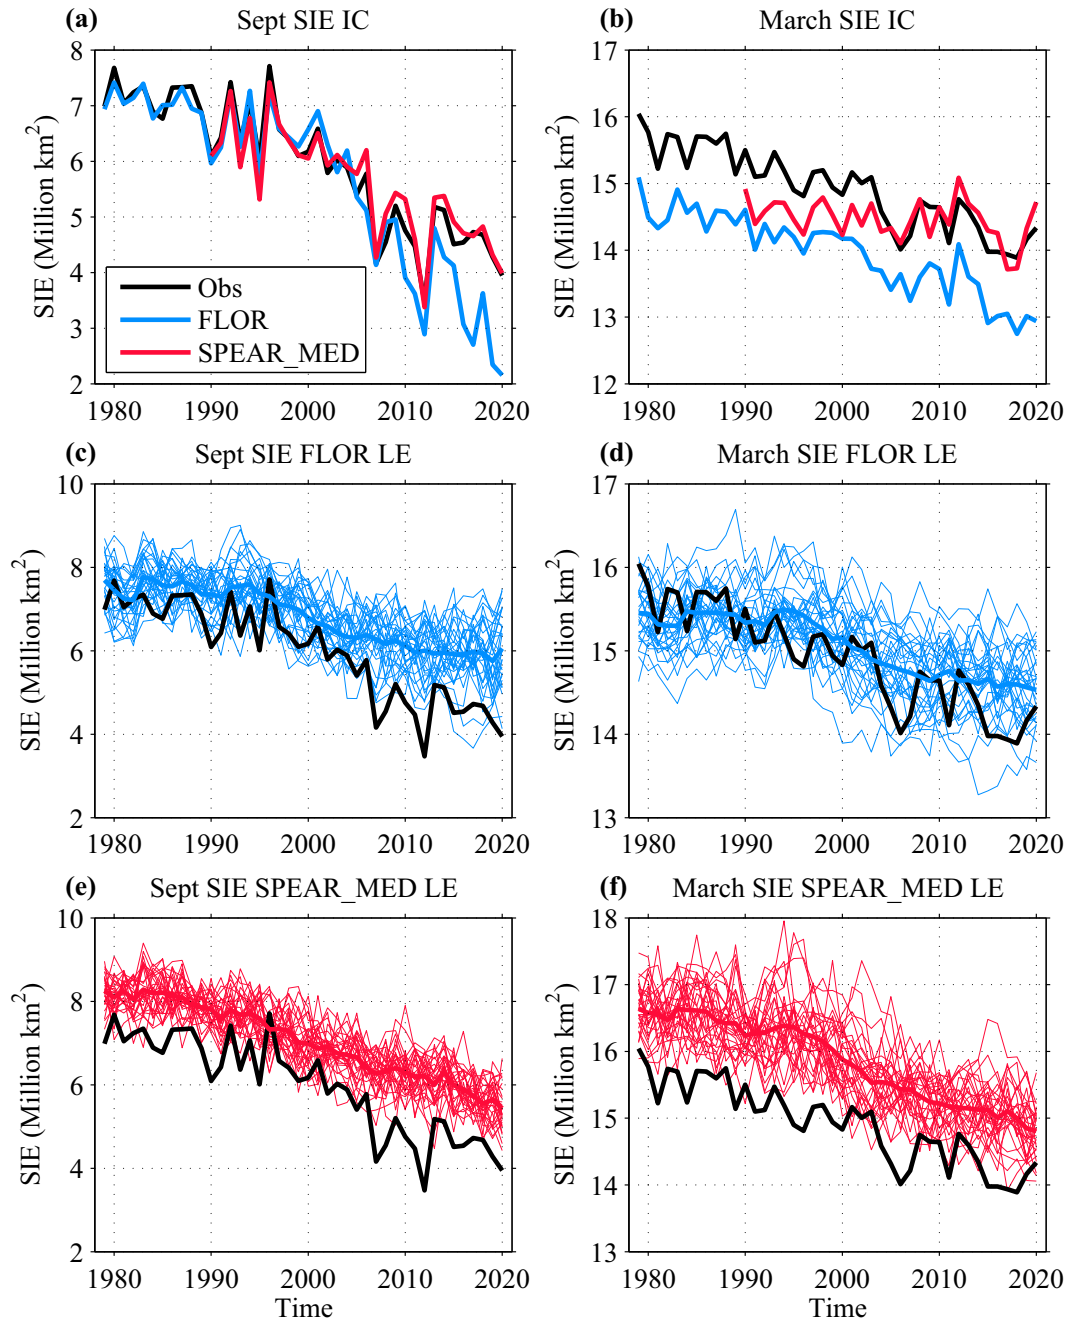 (a) Sept SIE IC
8
7
6
5
4
3
2
SIE (Million km²)
Obs
FLOR
SPEAR_MED
1980 1990 2000 2010 2020
(b) March SIE IC
17
16
15
14
13
12
SIE (Million km²)
1980 1990 2000 2010 2020
(c) Sept SIE FLOR LE
10
8
6
4
2
SIE (Million km²)
1980 1990 2000 2010 2020
(d) March SIE FLOR LE
17
16
15
14
13
SIE (Million km²)
1980 1990 2000 2010 2020
(e) Sept SIE SPEAR_MED LE
10
8
6
4
2
SIE (Million km²)
1980 1990 2000 2010 2020
Time
(f) March SIE SPEAR_MED LE
18
17
16
15
14
13
SIE (Million km²)
1980 1990 2000 2010 2020
Time